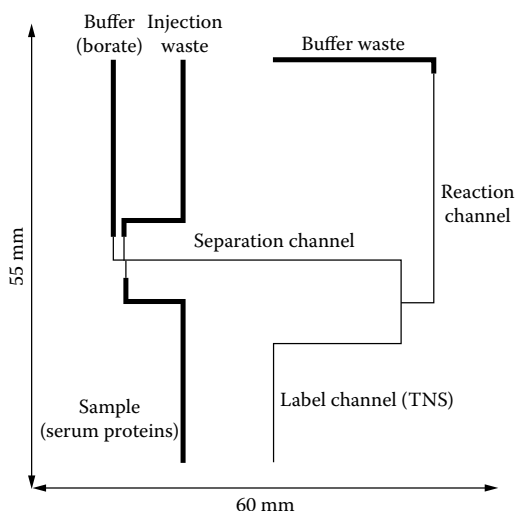 Buffer
(borate)
Injection
waste
Buffer waste
Reaction
channel
Separation channel
55 mm
Label channel (TNS)
Sample
(serum proteins)
60 mm